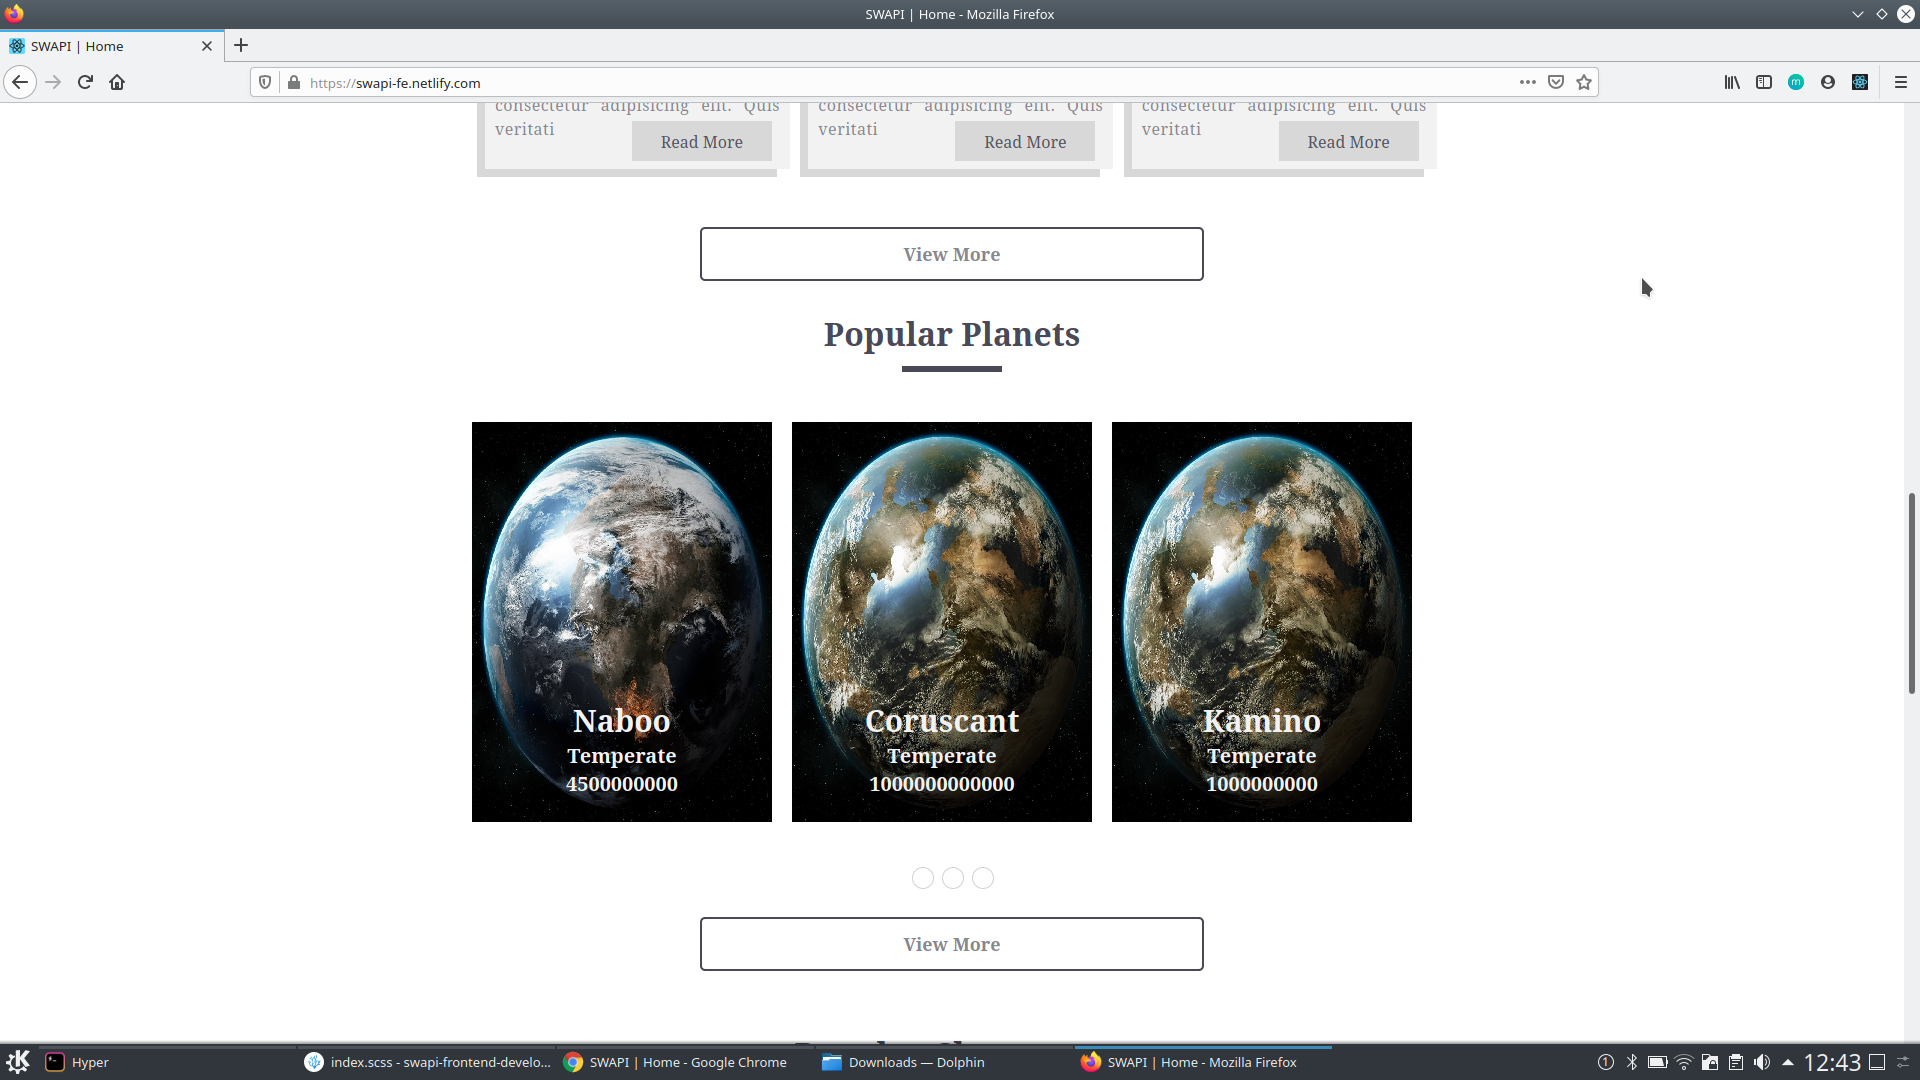 SWAPI | Home - Mozilla Firefox
SWAPI | Home
https://swapi-fe.netlify.com
m
consectetur adipisicing elit. Quis
veritati
Read More
consectetur adipisicing elit. Quis
veritati
Read More
consectetur adipisicing elit. Quis
veritati
Read More
View More
Popular Planets
Naboo
Temperate
4500000000
Coruscant
Temperate
1000000000000
Kamino
Temperate
1000000000
View More
Hyper
index.scss - swapi-frontend-develo...
SWAPI | Home - Google Chrome
Downloads — Dolphin
SWAPI | Home - Mozilla Firefox
1
12:43